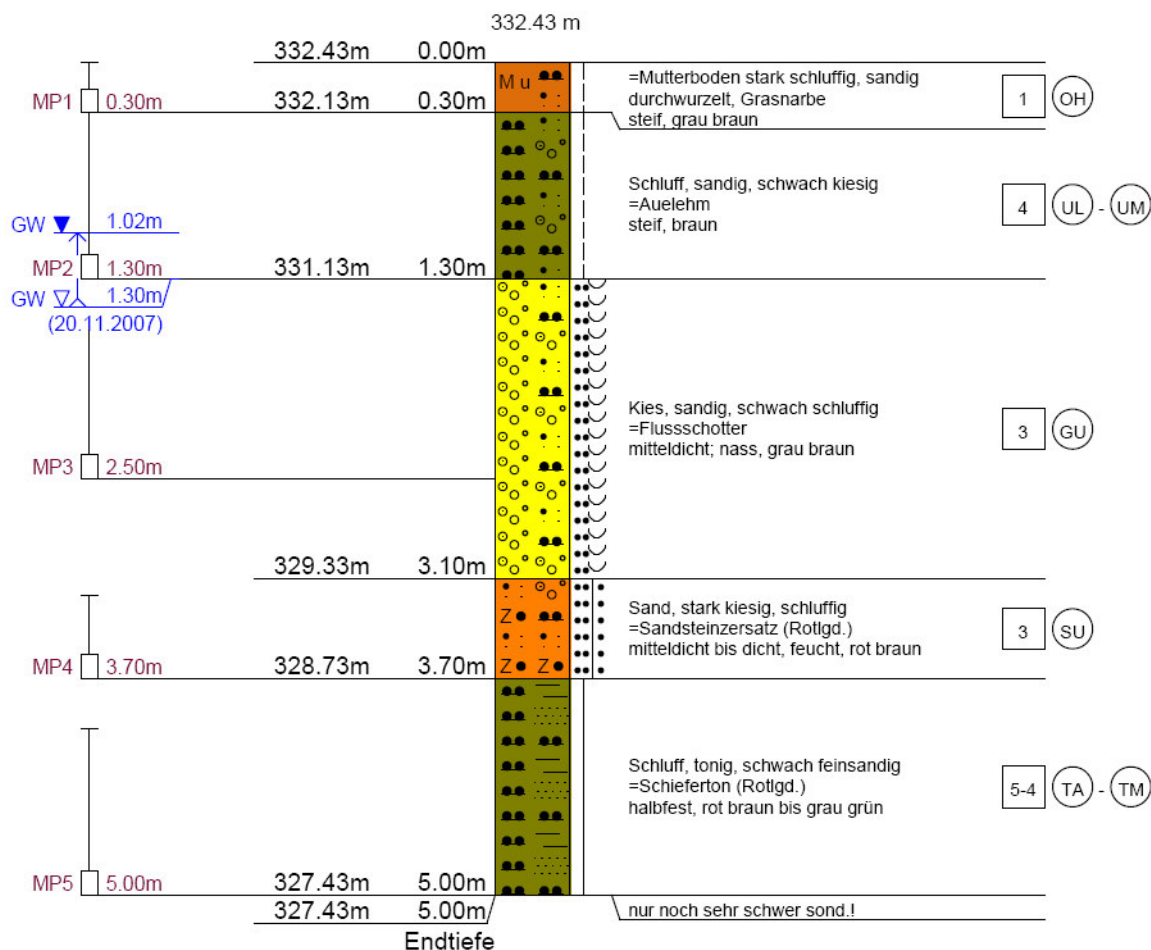 332.43 m
332.43m 0.00m
Mu
=Mutterboden stark schluffig, sandig
durchwurzelt, Grasnarbe
steif, grau braun
1 OH
MP1 0.30m 332.13m 0.30m
Schluff, sandig, schwach kiesig
=Auelehm
steif, braun
4 UL - UM
GW 1.02m
MP2 1.30m 331.13m 1.30m
GW 1.30m
(20.11.2007)
Kies, sandig, schwach schluffig
=Flussschotter
mitteldicht; nass, grau braun
3 GU
MP3 2.50m
329.33m 3.10m
Z
Z Z
Sand, stark kiesig, schluffig
=Sandsteinzersatz (Rotlgd.)
mitteldicht bis dicht, feucht, rot braun
3 SU
MP4 3.70m 328.73m 3.70m
Schluff, tonig, schwach feinsandig
=Schieferton (Rotlgd.)
halbfest, rot braun bis grau grün
5-4 TA - TM
MP5 5.00m 327.43m 5.00m
327.43m 5.00m
nur noch sehr schwer sond.!
Endtiefe